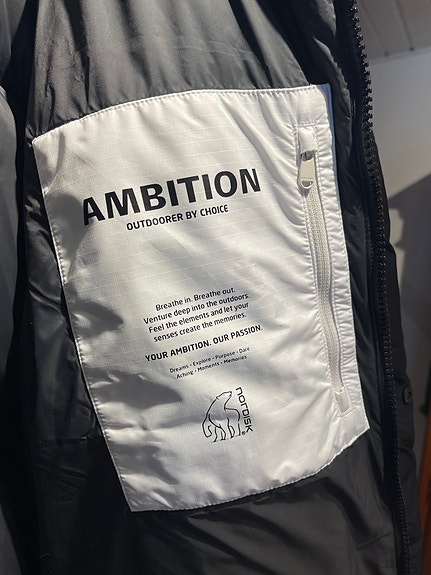 AMBITION
OUTDOORER BY CHOICE
Breathe in. Breathe out.
Venture deep into the outdoors.
Feel the elements and let your
senses create the memories.
YOUR AMBITION. OUR PASSION.
Dreams - Explore - Purpose - Dare
Aching - Moments - Memories
NORDISK